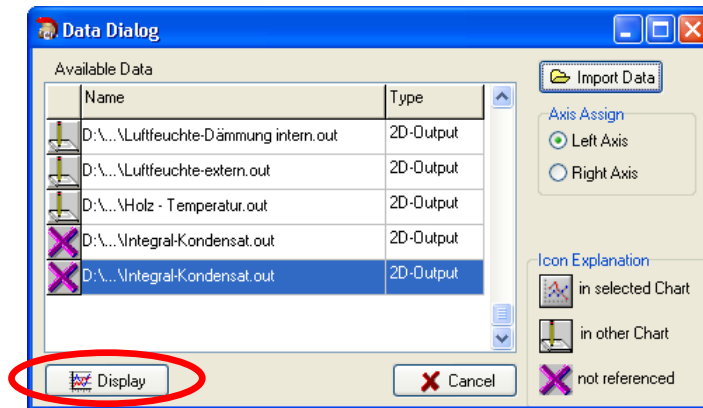 Data Dialog
Available Data
Name Type
D:\...\Luftfeuchte-Dämmung intern.out 2D-Output
D:\...\Luftfeuchte-extern.out 2D-Output
D:\...\Holz - Temperatur.out 2D-Output
D:\...\Integral-Kondensat.out 2D-Output
D:\...\Integral-Kondensat.out 2D-Output
Display
Cancel
Import Data
Axis Assign
Left Axis
Right Axis
Icon Explanation
in selected Chart
in other Chart
not referenced